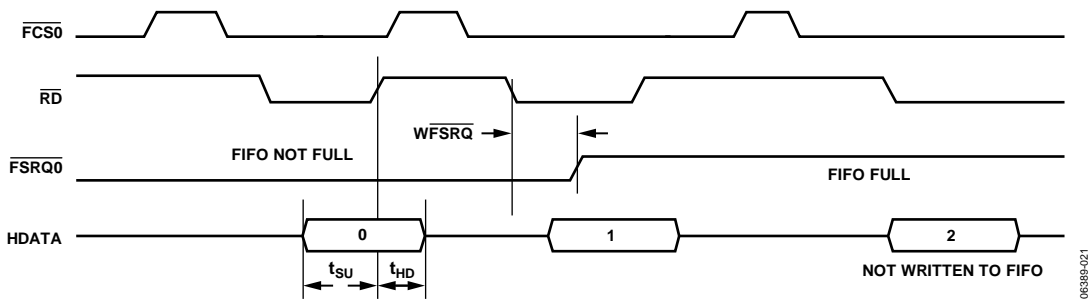 FCS0
RD
WFSRQ
FSRQ0
FIFO NOT FULL
FIFO FULL
HDATA
0
1
2
tSU
tHD
NOT WRITTEN TO FIFO
06389-021